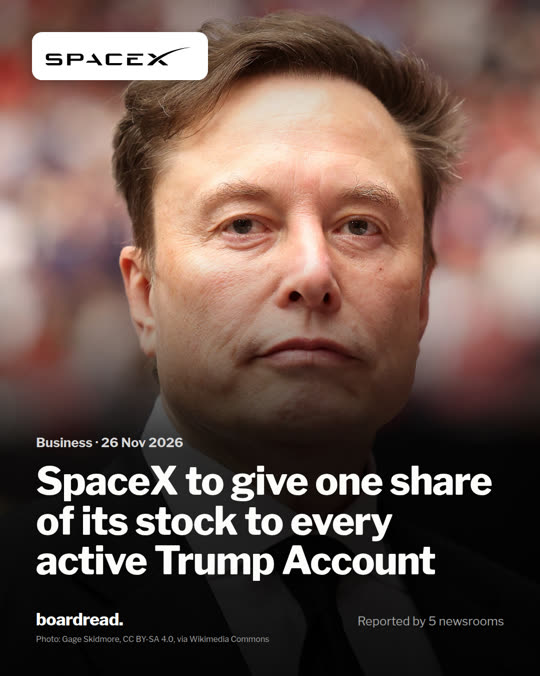 SPACEX
Business · 26 Nov 2026
SpaceX to give one share
of its stock to every
active Trump Account
boardread.
Reported by 5 newsrooms
Photo: Gage Skidmore, CC BY-SA 4.0, via Wikimedia Commons